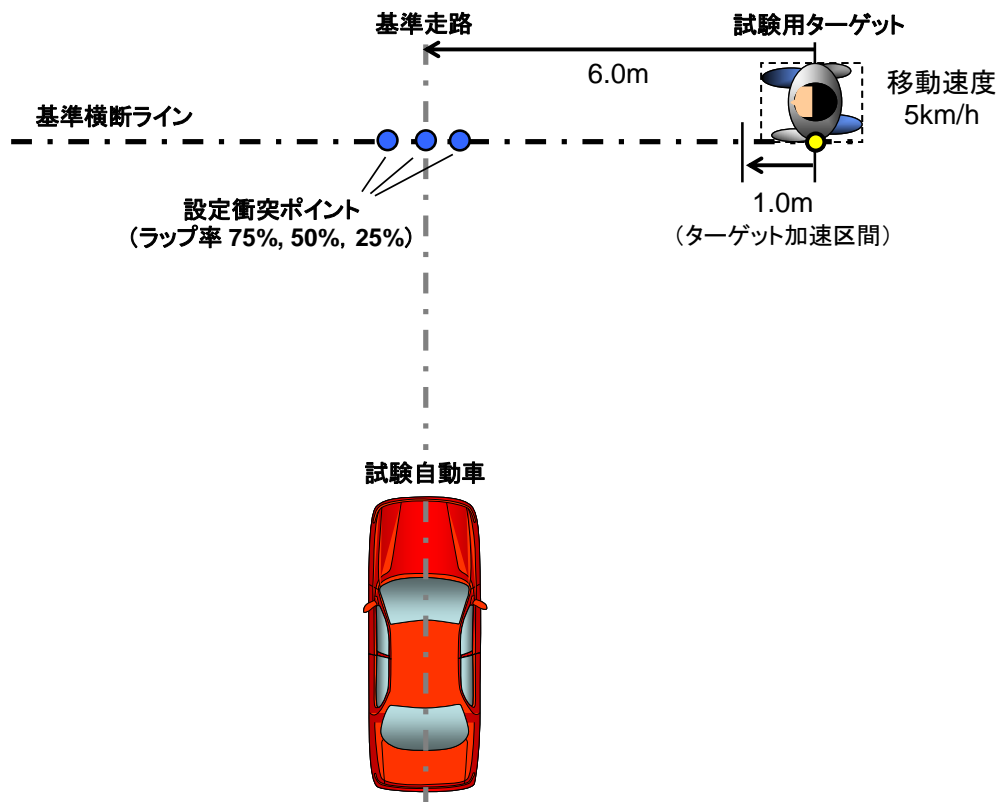 基準走路
試験用ターゲット
6.0m
移動速度
5km/h
基準横断ライン
設定衝突ポイント
（ラップ率 75%, 50%, 25%）
1.0m
（ターゲット加速区間）
試験自動車